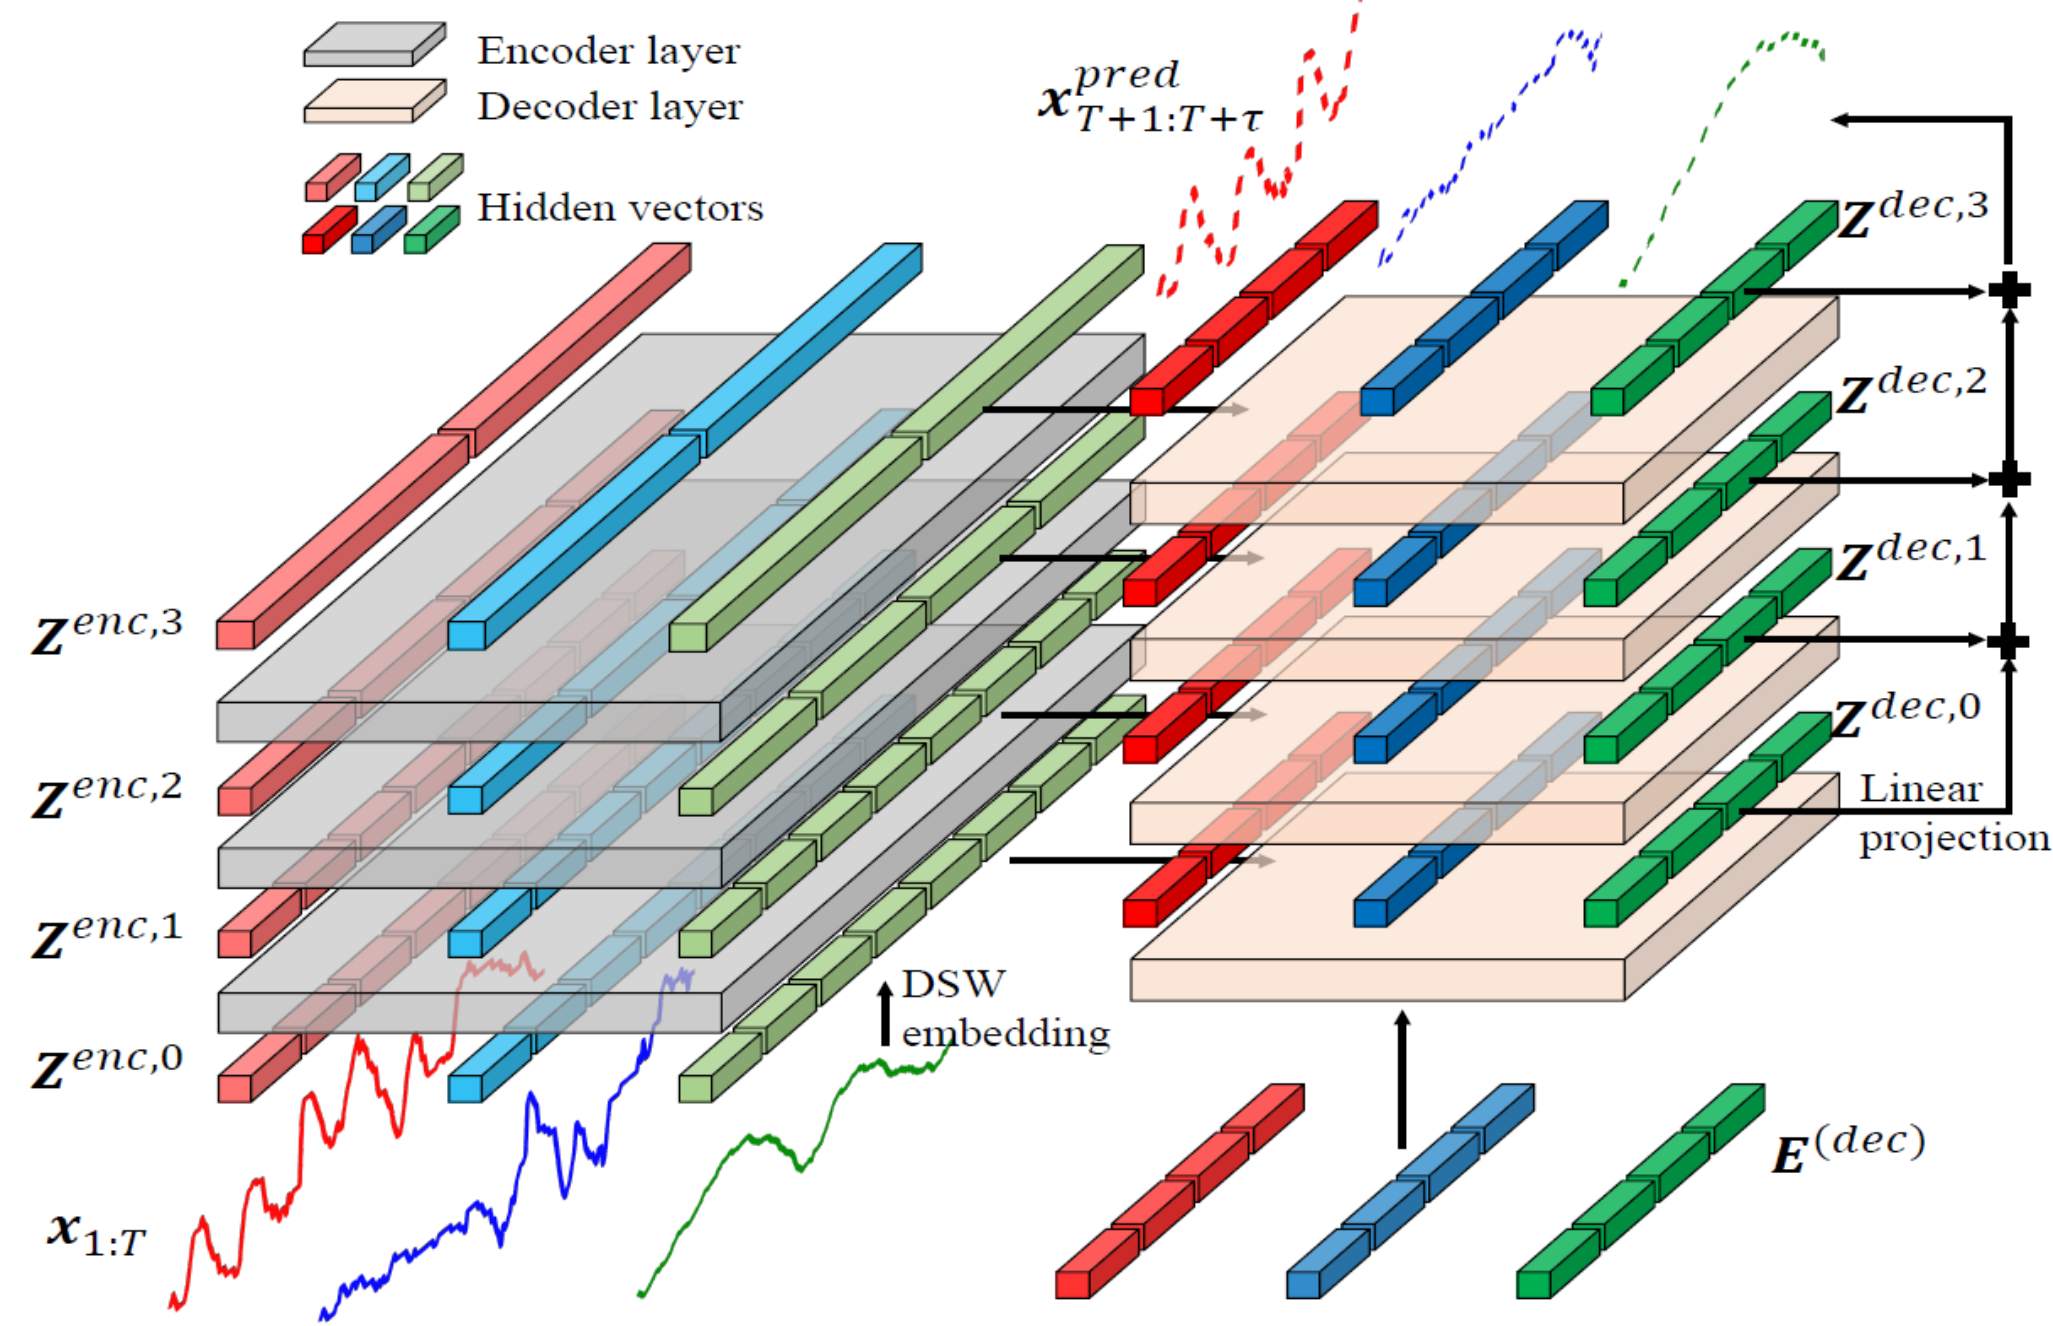 Encoder layer
Decoder layer
Hidden vectors
x^{pred}_{T+1:T+τ}
Z^{dec,3}
Z^{dec,2}
Z^{dec,1}
Z^{dec,0}
Linear
projection
Z^{enc,3}
Z^{enc,2}
Z^{enc,1}
Z^{enc,0}
DSW
embedding
x_{1:T}
E^{(dec)}